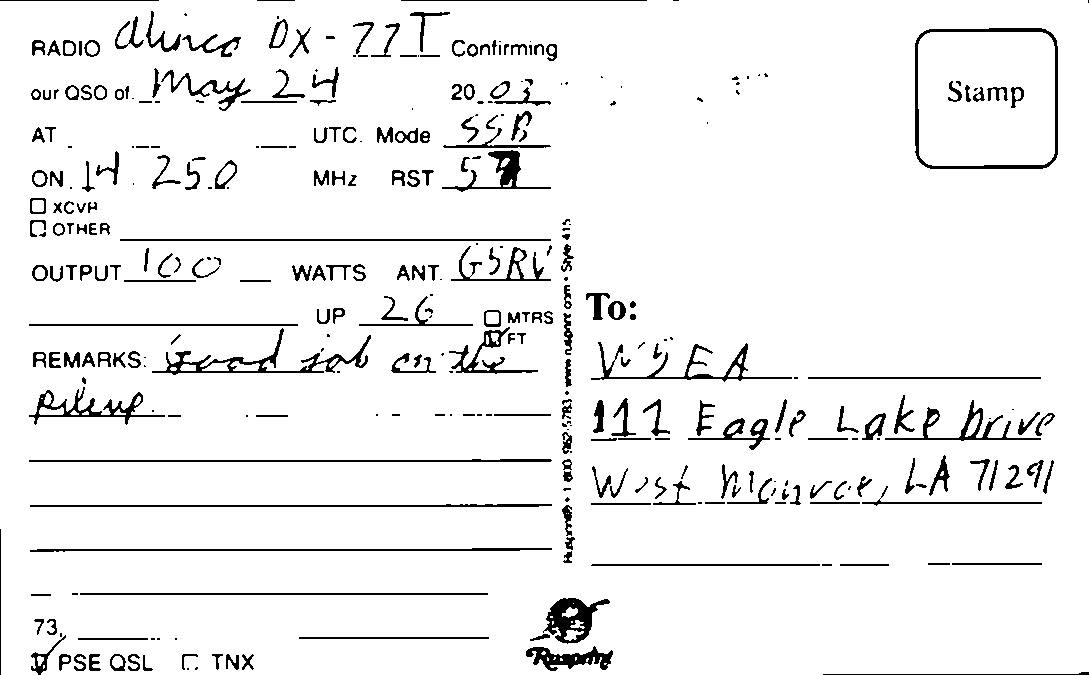 RADIO Alinco DX-77T Confirming
our QSO of May 24 2003
AT UTC Mode SSB
ON 14.250 MHz RST 5
XCVR
OTHER
OUTPUT 100 WATTS ANT. G5RV
UP 26 MTRS
FT
REMARKS: Good job on the
pileup.
73,
PSE QSL TNX
Rusprint® • 1 800 962-5783 • www.rusprint.com • Style 415
Rusprint
Stamp
To:
W5EA
111 Eagle Lake Drive
West Monroe, LA 71291